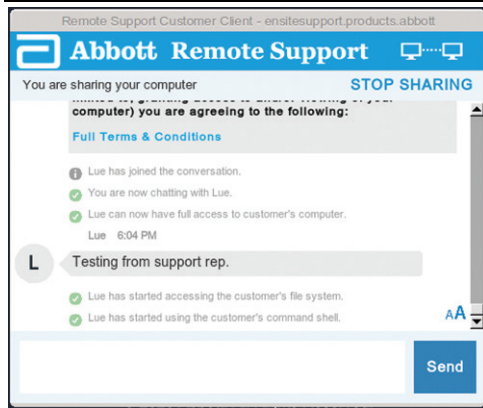 Remote Support Customer Client - ensitesupport.products.abbott
Abbott Remote Support
You are sharing your computer
STOP SHARING
computer) you are agreeing to the following:
Full Terms & Conditions
Lue has joined the conversation.
You are now chatting with Lue.
Lue can now have full access to customer's computer.
Lue 6:04 PM
L
Testing from support rep.
Lue has started accessing the customer's file system.
Lue has started using the customer's command shell.
AA
Send